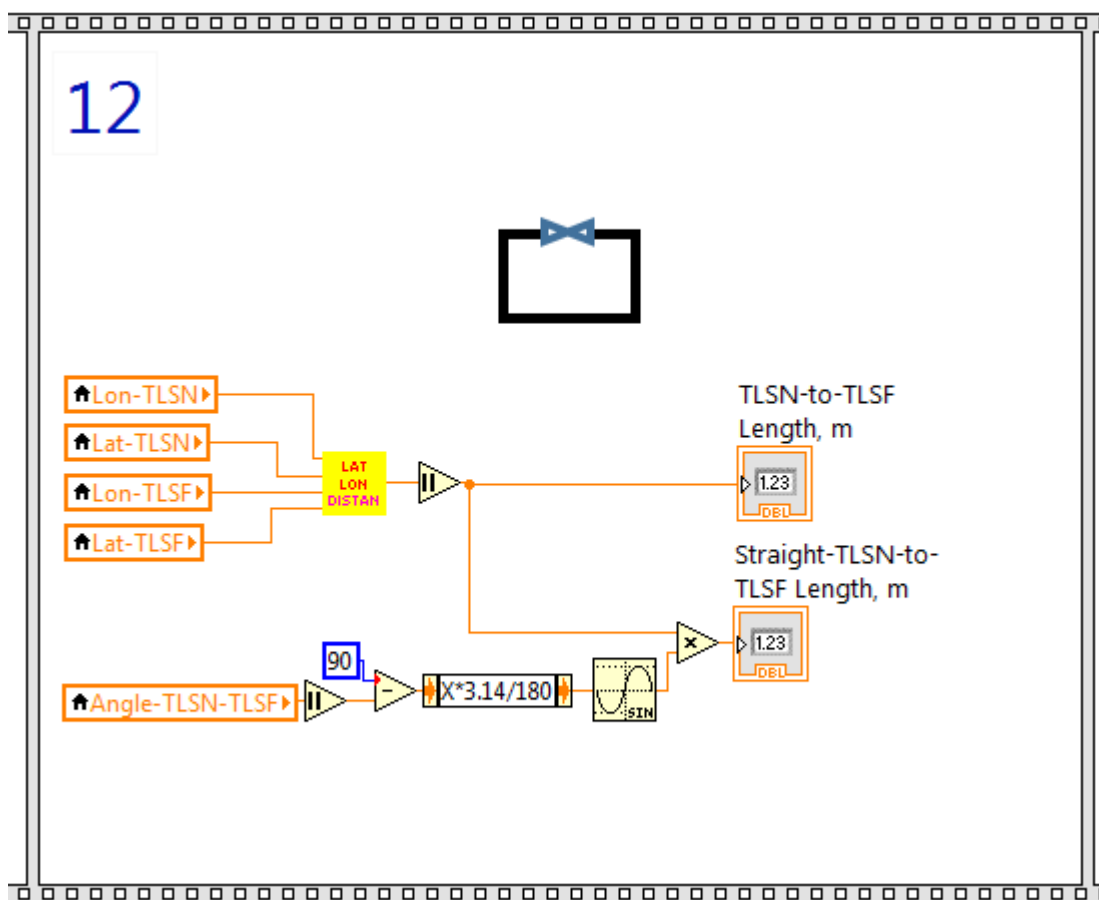 12
Lon-TLSN
Lat-TLSN
Lon-TLSF
Lat-TLSF
LAT
LON
DISTAN
TLSN-to-TLSF
Length, m
1.23
DBL
Straight-TLSN-to-
TLSF Length, m
1.23
DBL
90
Angle-TLSN-TLSF
X*3.14/180
SIN